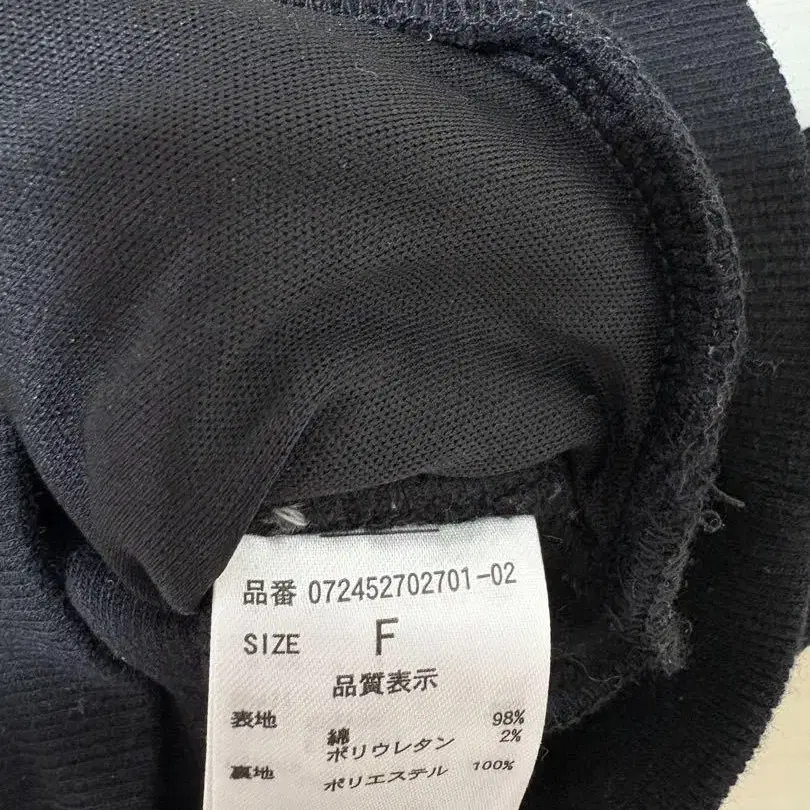 品番 072452702701-02
SIZE F
品質表示
表地 綿 98%
ポリウレタン 2%
裏地 ポリエステル 100%